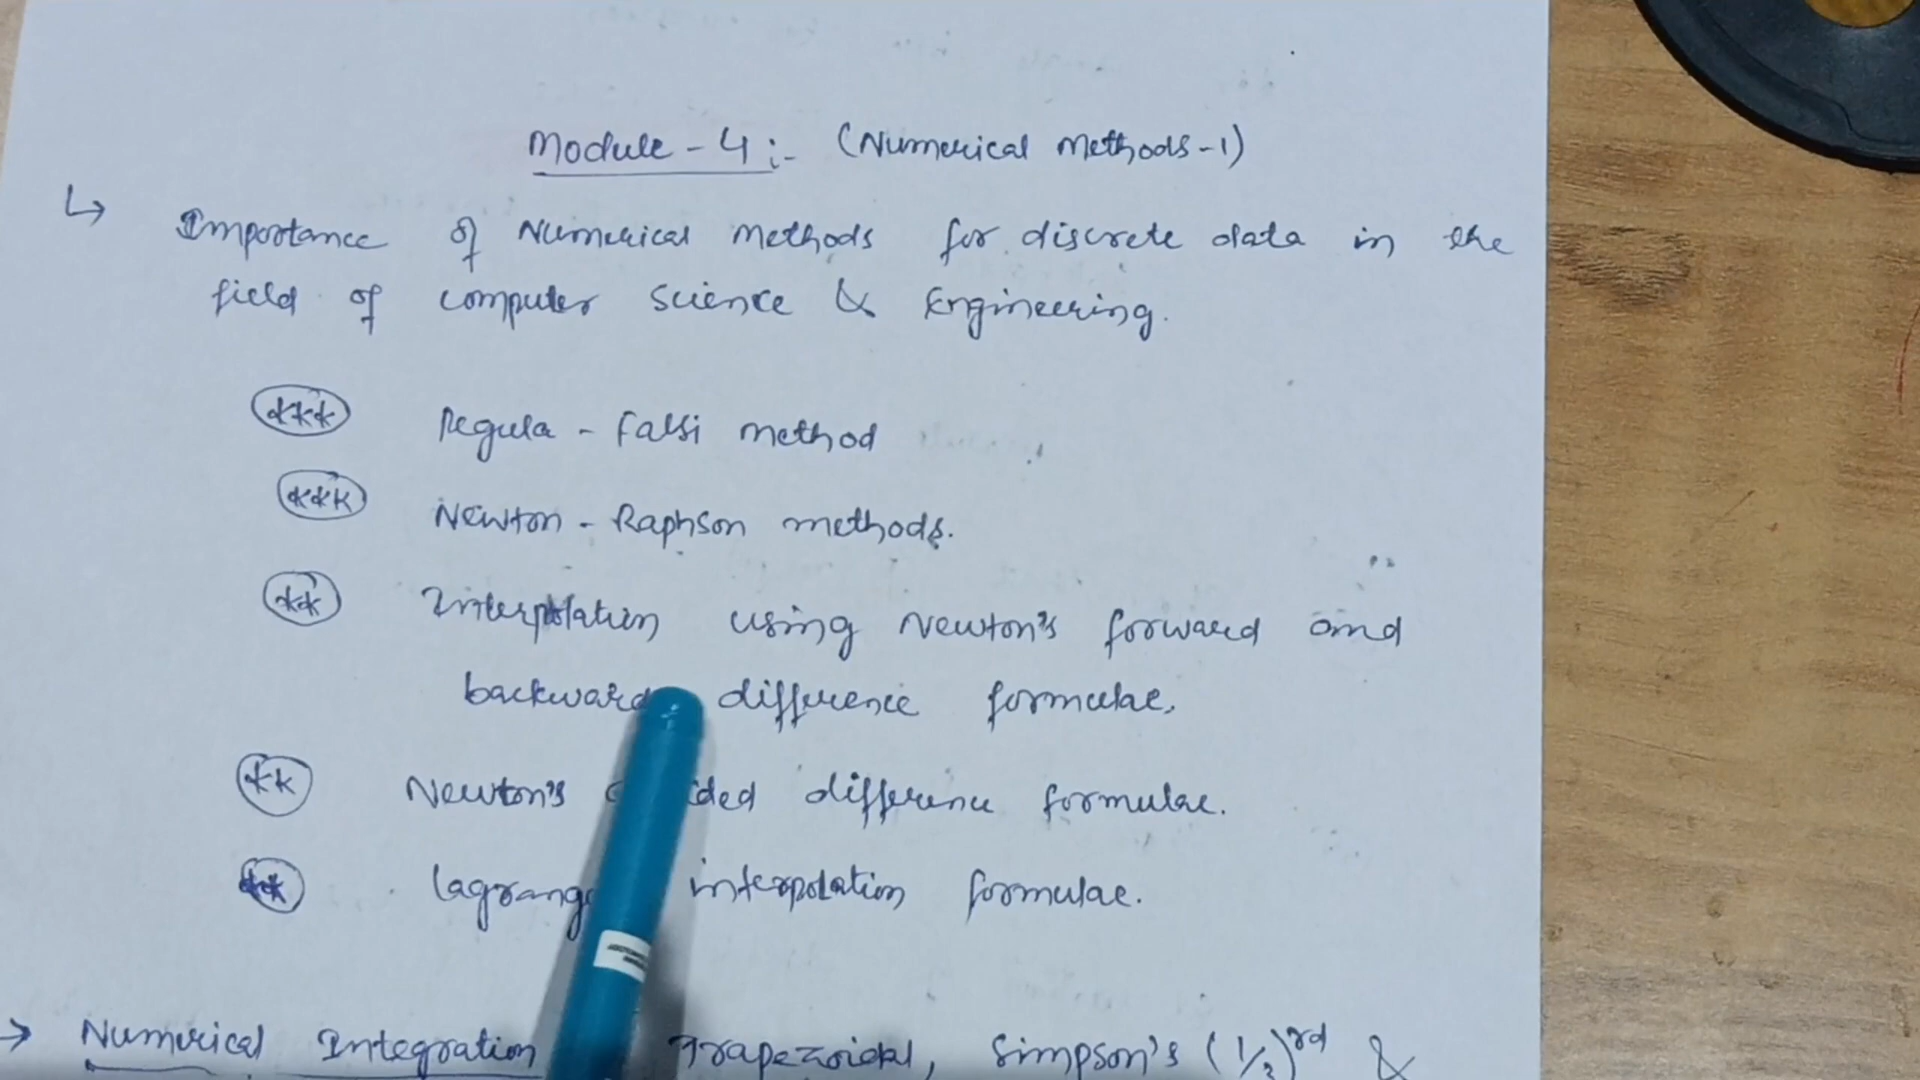 Module - 4 :- (Numerical Methods-1)
↳ Importance of Numerical Methods for discrete data in the
field of computer science & Engineering.
*** Regula - Falsi method
*** Newton - Raphson methods.
** Interpolation using Newton's forward and
backward difference formulae.
** Newton's difference formulae.
** interpolation formulae.
→ Numerical Integration Trapezoidal, Simpson's (1/3)rd &